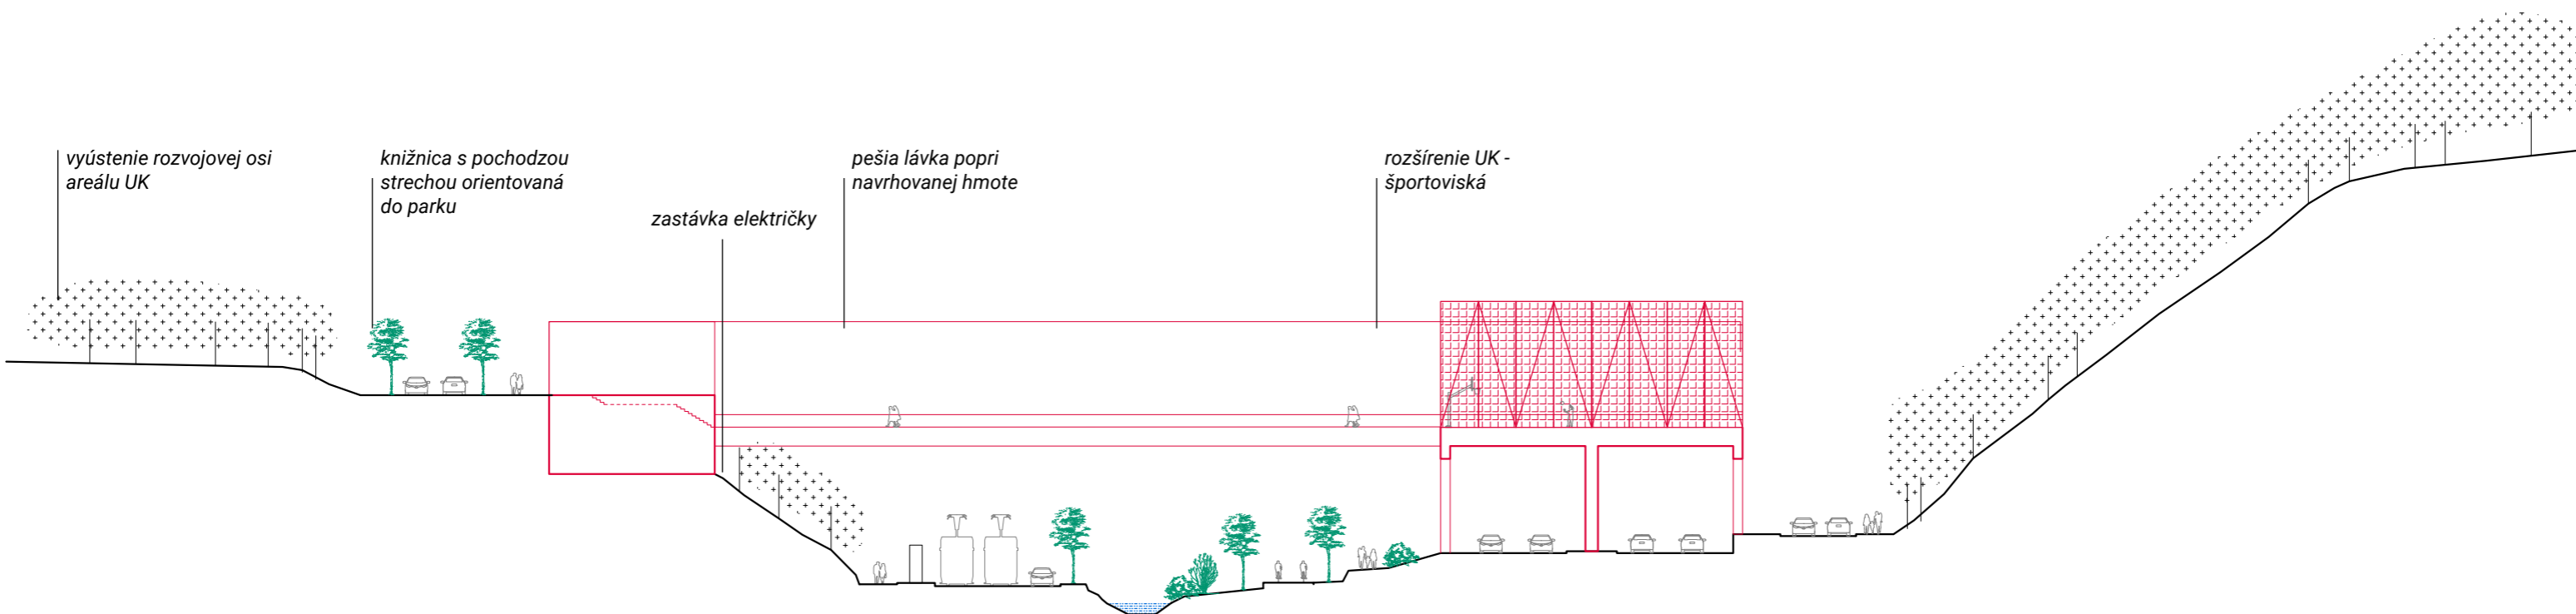 vyústenie rozvojovej osi
areálu UK
knižnica s pochodzou
strechou orientovaná
do parku
zastávka električky
pešia lávka popri
navrhovanej hmote
rozšírenie UK -
športoviská